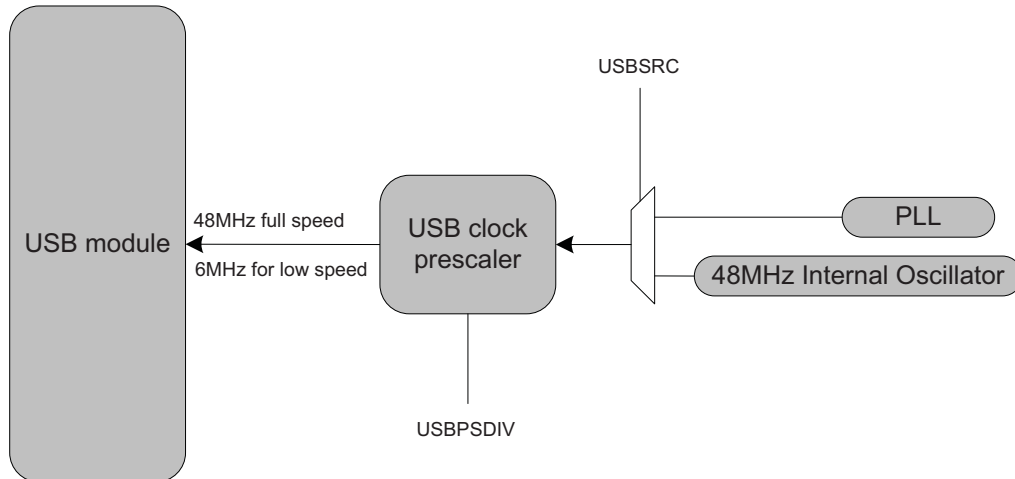 USBSRC
PLL
48MHz full speed
USB module
USB clock
prescaler
6MHz for low speed
48MHz Internal Oscillator
USBPSDIV